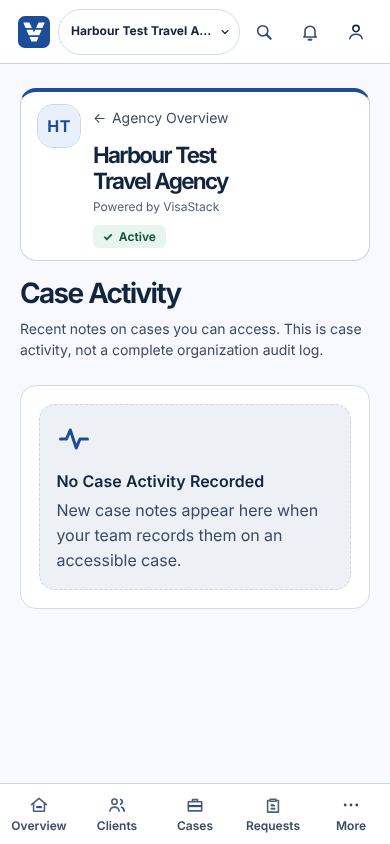 Harbour Test Travel A...
HT
← Agency Overview
Harbour Test
Travel Agency
Powered by VisaStack
✓ Active
Case Activity
Recent notes on cases you can access. This is case
activity, not a complete organization audit log.
No Case Activity Recorded
New case notes appear here when
your team records them on an
accessible case.
Overview
Clients
Cases
Requests
More